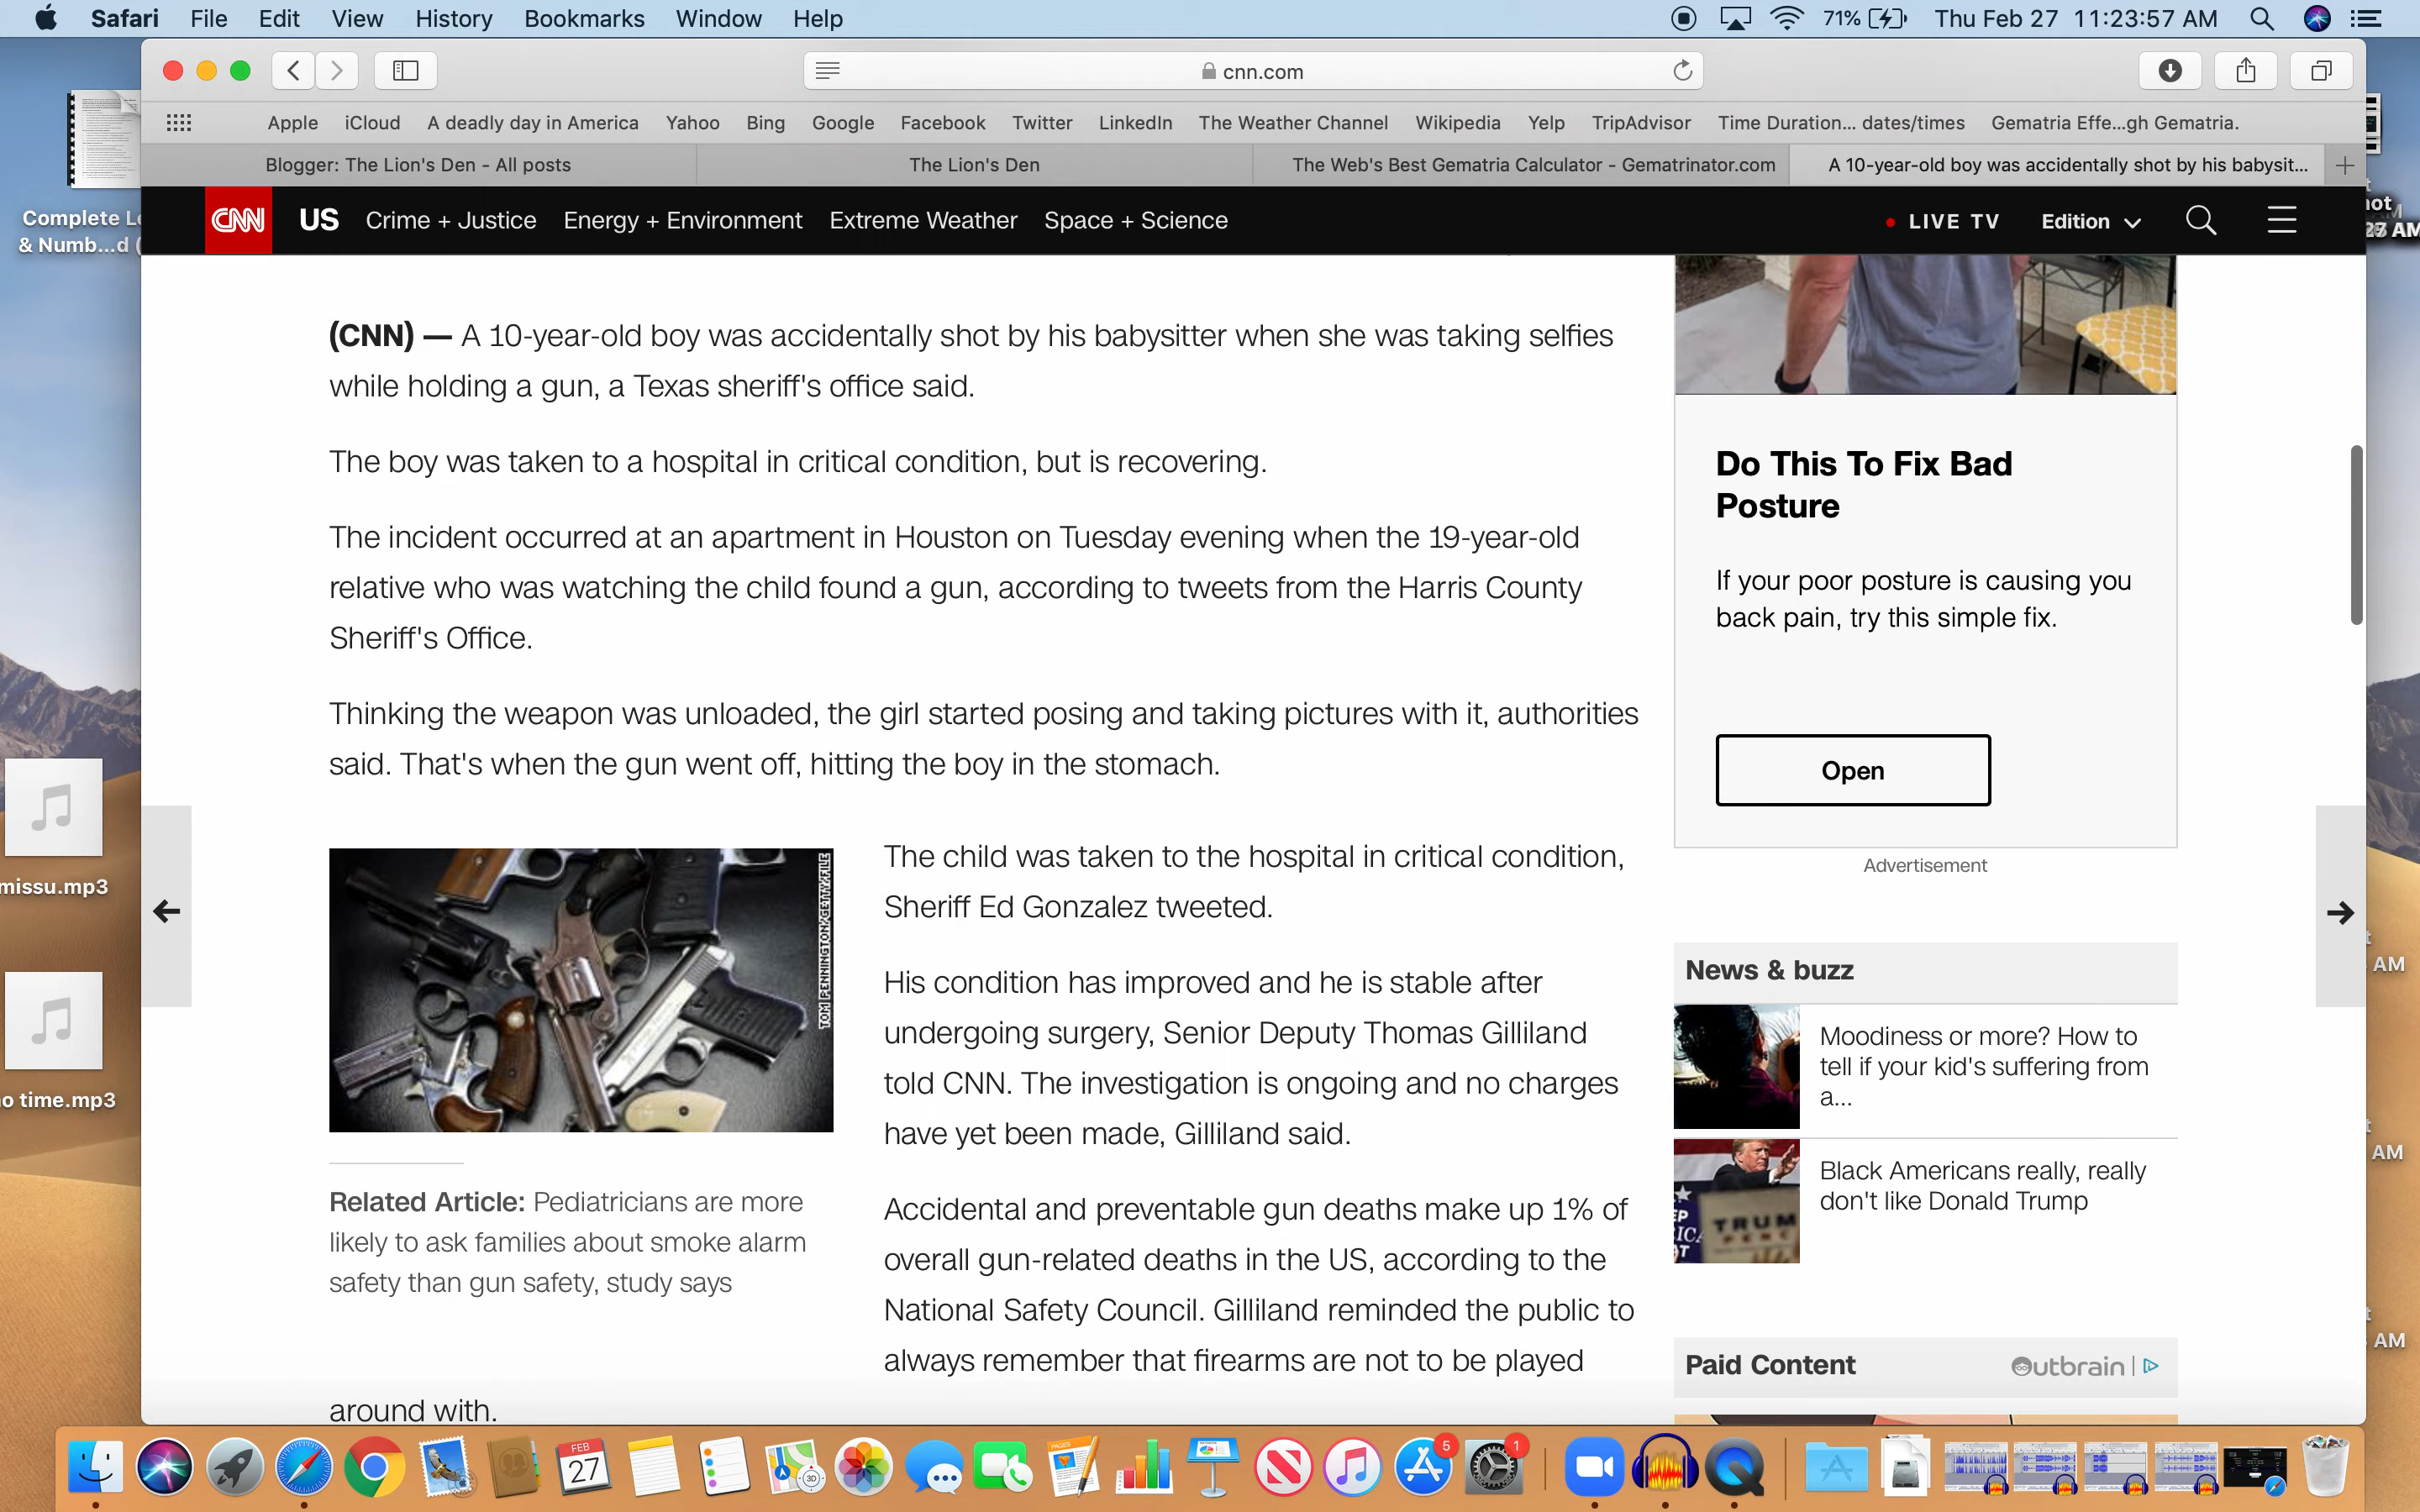 Safari File Edit View History Bookmarks Window Help 71% Thu Feb 27 11:23:57 AM
cnn.com
Apple iCloud A deadly day in America Yahoo Bing Google Facebook Twitter LinkedIn The Weather Channel Wikipedia Yelp TripAdvisor Time Duration... dates/times Gematria Effe...gh Gematria.
Blogger: The Lion's Den - All posts The Lion's Den The Web's Best Gematria Calculator - Gematrinator.com A 10-year-old boy was accidentally shot by his babysit... +
CNN US Crime + Justice Energy + Environment Extreme Weather Space + Science LIVE TV Edition
(CNN) — A 10-year-old boy was accidentally shot by his babysitter when she was taking selfies
while holding a gun, a Texas sheriff's office said.
The boy was taken to a hospital in critical condition, but is recovering.
The incident occurred at an apartment in Houston on Tuesday evening when the 19-year-old
relative who was watching the child found a gun, according to tweets from the Harris County
Sheriff's Office.
Thinking the weapon was unloaded, the girl started posing and taking pictures with it, authorities
said. That's when the gun went off, hitting the boy in the stomach.
TOM PENNINGTON/GETTY/FILE
Related Article: Pediatricians are more
likely to ask families about smoke alarm
safety than gun safety, study says
The child was taken to the hospital in critical condition,
Sheriff Ed Gonzalez tweeted.
His condition has improved and he is stable after
undergoing surgery, Senior Deputy Thomas Gilliland
told CNN. The investigation is ongoing and no charges
have yet been made, Gilliland said.
Accidental and preventable gun deaths make up 1% of
overall gun-related deaths in the US, according to the
National Safety Council. Gilliland reminded the public to
always remember that firearms are not to be played
around with.
Do This To Fix Bad
Posture
If your poor posture is causing you
back pain, try this simple fix.
Open
Advertisement
News & buzz
Moodiness or more? How to
tell if your kid's suffering from
a...
TRUMP
Black Americans really, really
don't like Donald Trump
Paid Content Outbrain
Complete L
& Numb...d (
missu.mp3
o time.mp3
ot
27 AM
AM
AM
AM
FEB
27
PAGES
3D
5
1